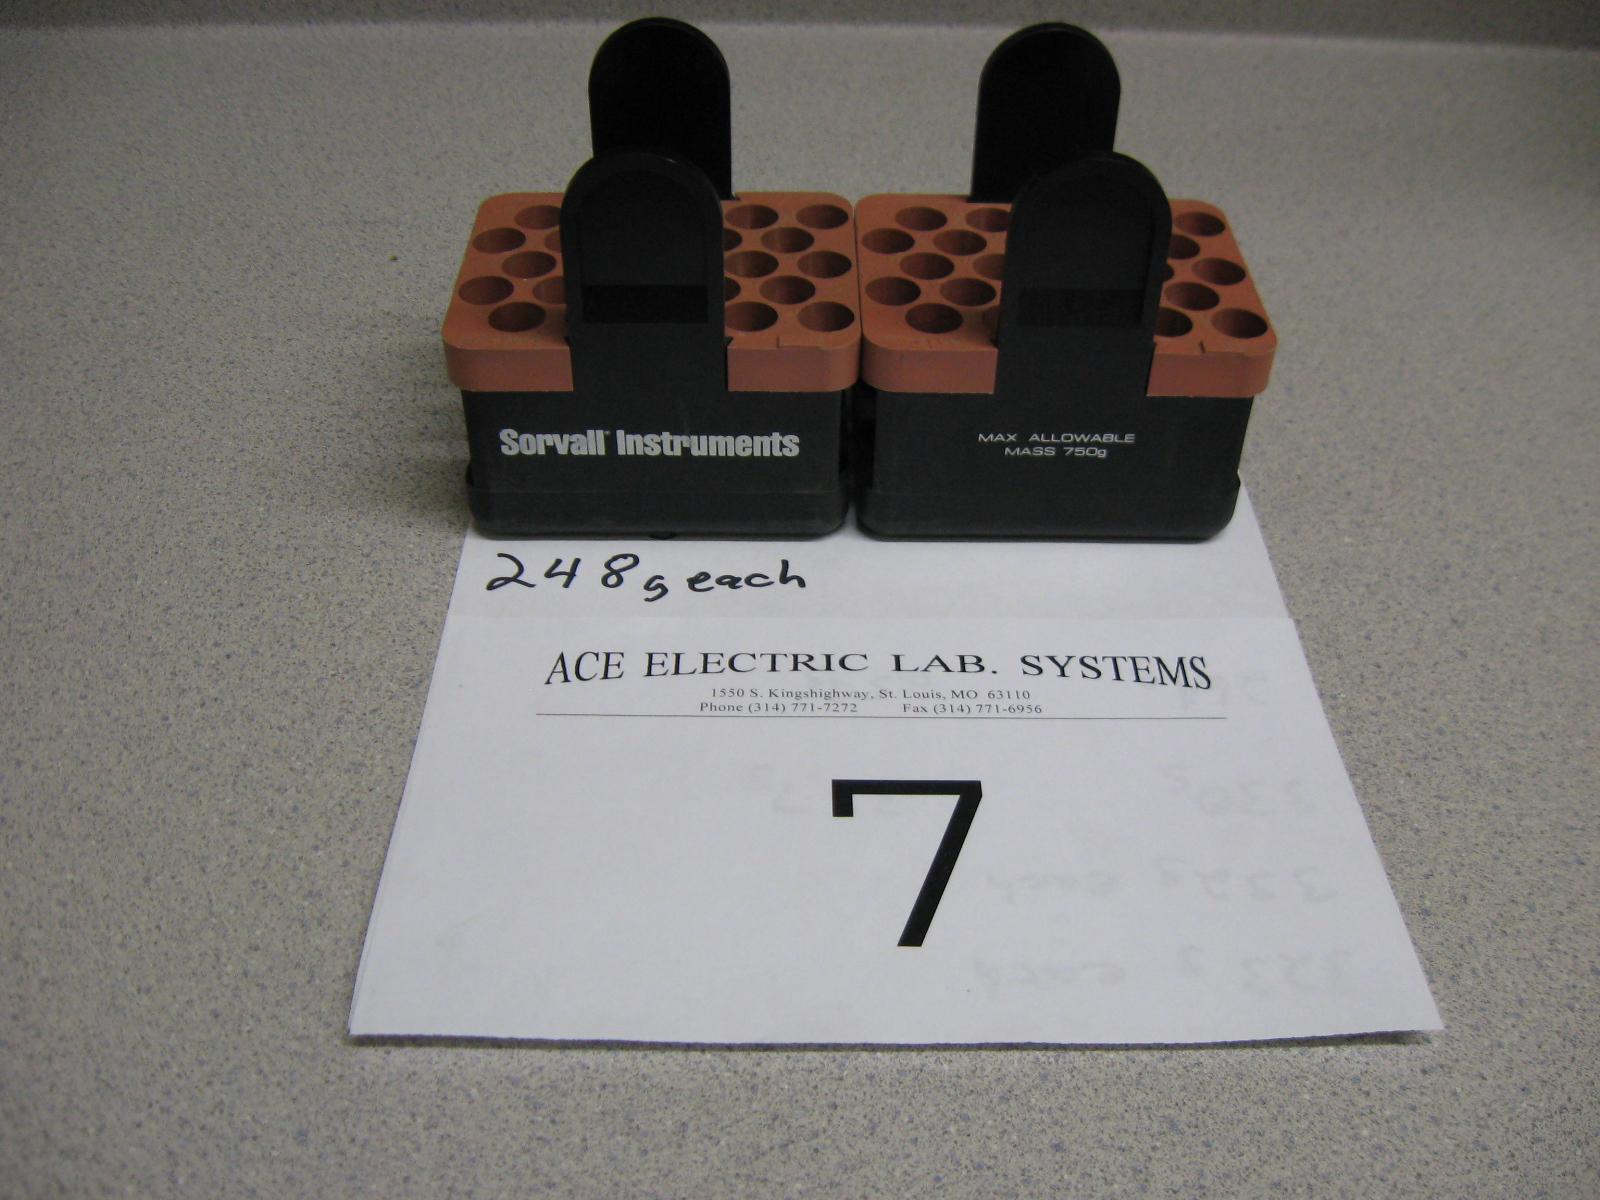 Sorvall Instruments
MAX ALLOWABLE
MASS 750g
248g each
ACE ELECTRIC LAB. SYSTEMS
1550 S. Kingshighway, St. Louis, MO 63110
Phone (314) 771-7272 Fax (314) 771-6956
7